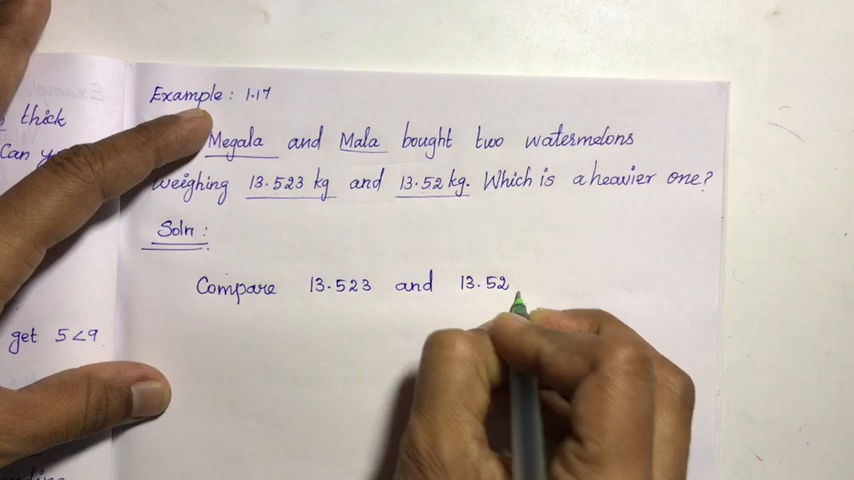 thick
Can
get 5<9
Example: 1.17
Megala and Mala bought two watermelons
weighing 13.523 kg and 13.52 kg. Which is a heavier one?
Soln:
Compare 13.523 and 13.52